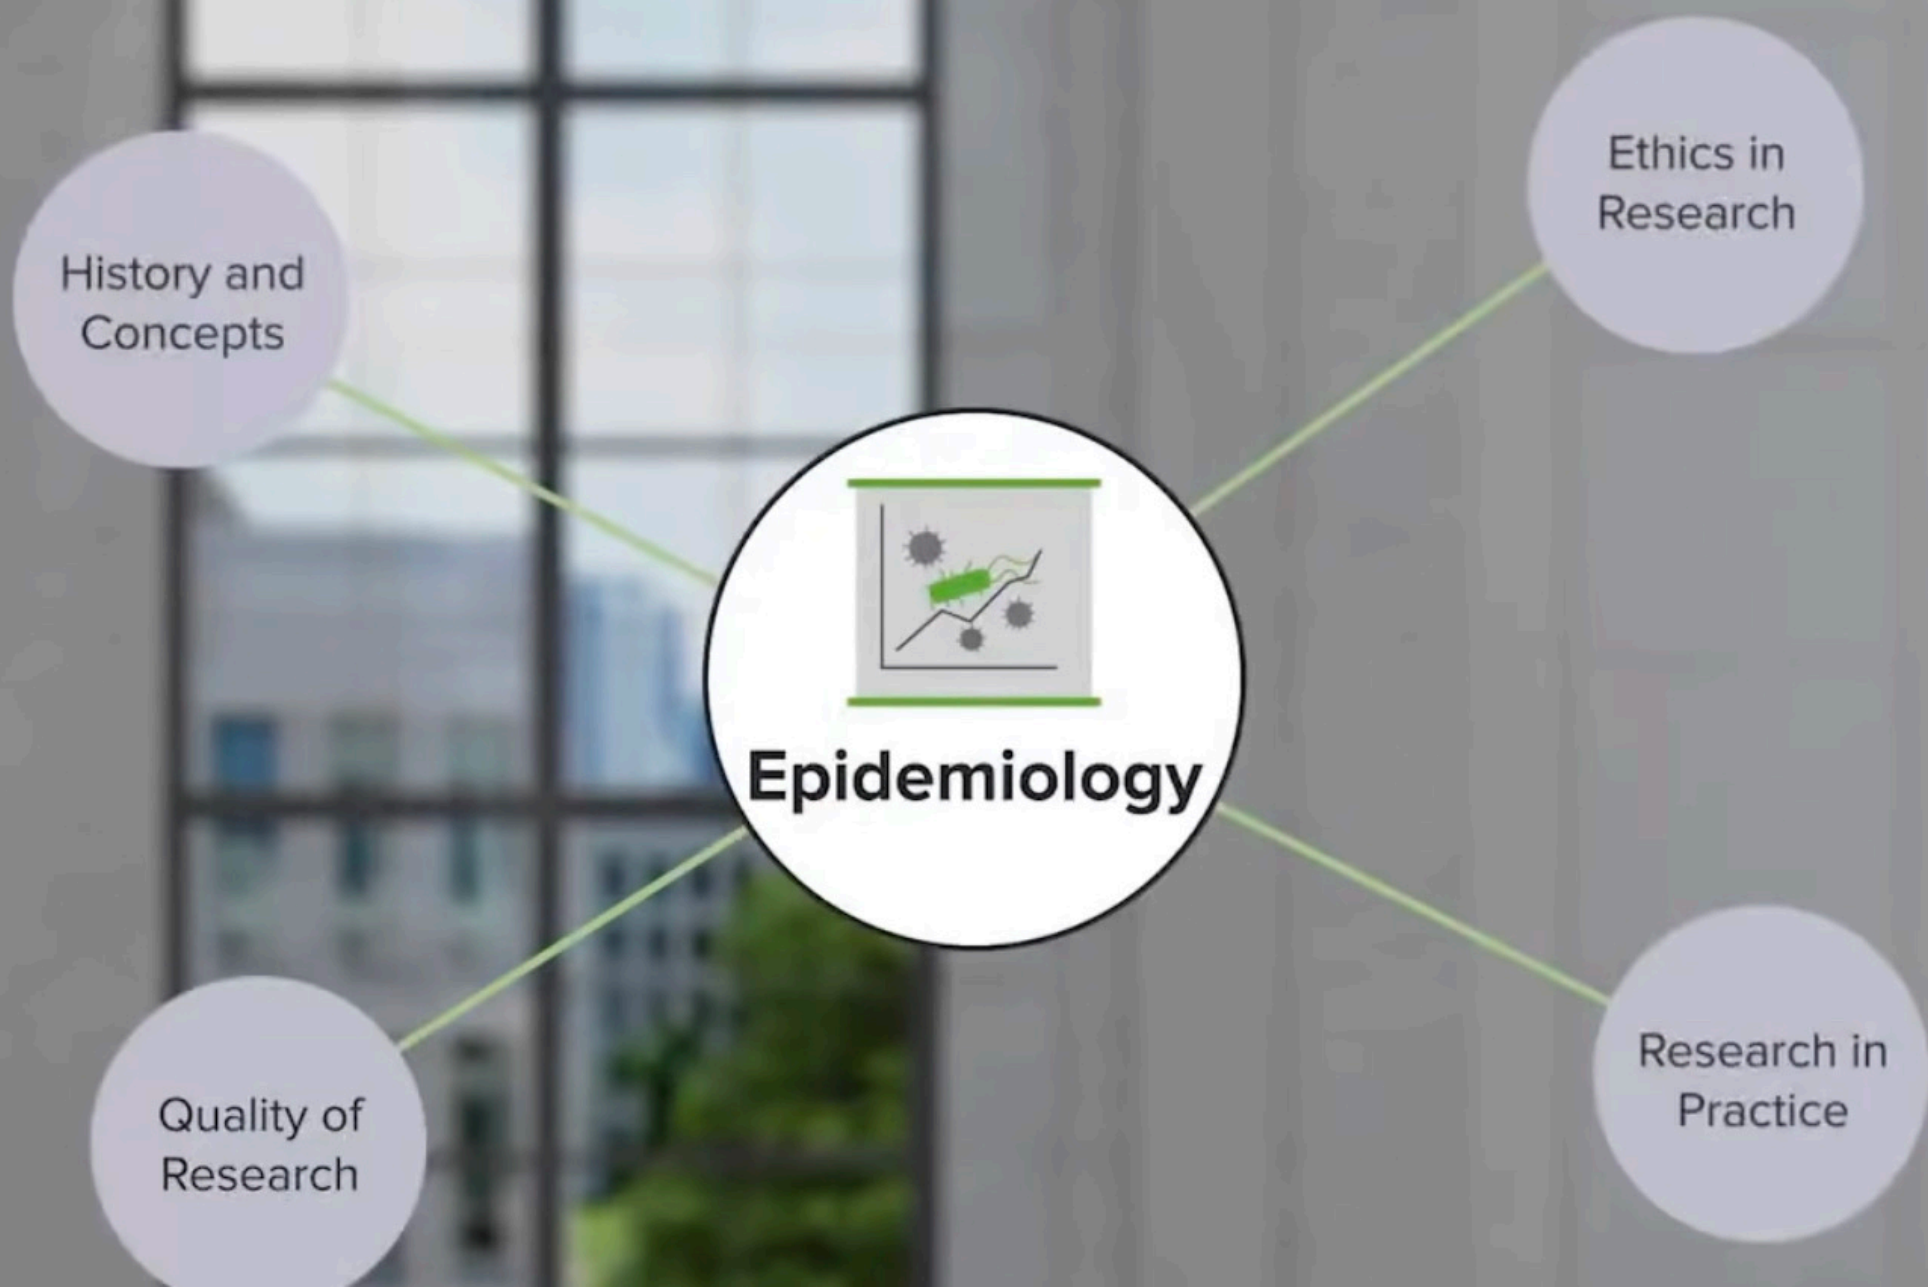 History and
Concepts
Ethics in
Research
Epidemiology
Quality of
Research
Research in
Practice